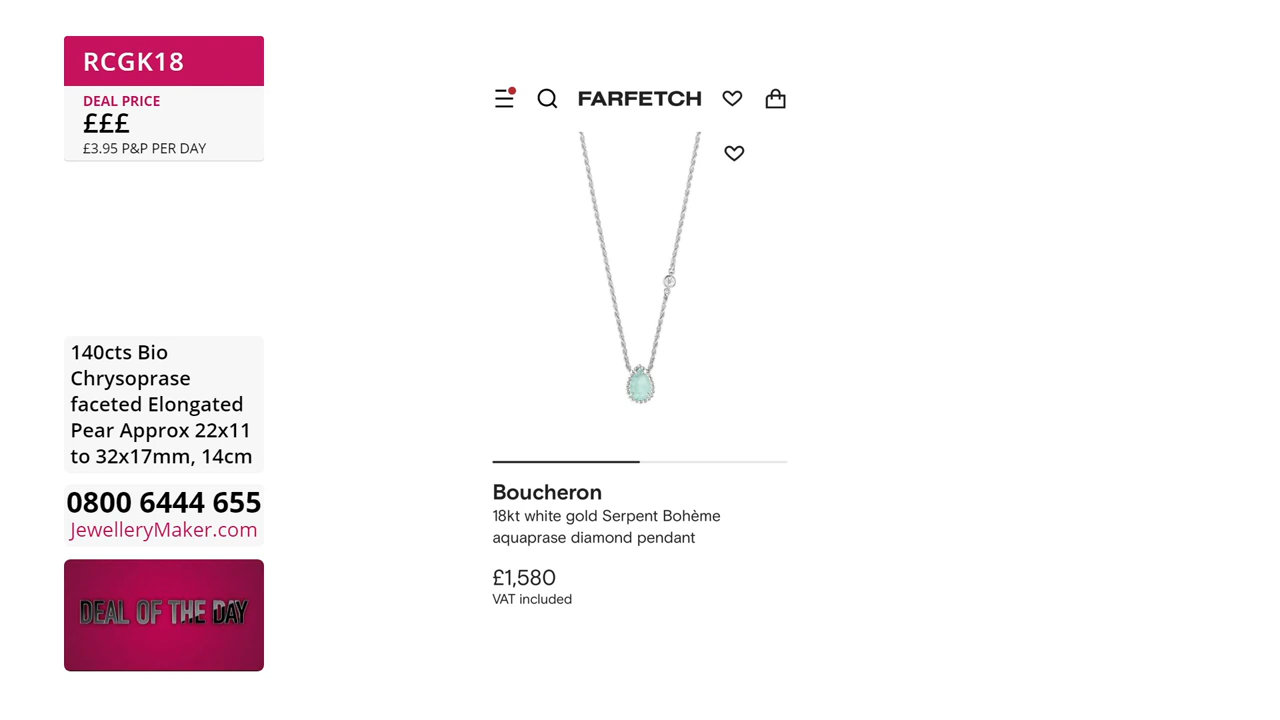 RCGK18
DEAL PRICE
£££
£3.95 P&P PER DAY
140cts Bio
Chrysoprase
faceted Elongated
Pear Approx 22x11
to 32x17mm, 14cm
0800 6444 655
JewelleryMaker.com
DEAL OF THE DAY
FARFETCH
Boucheron
18kt white gold Serpent Bohème
aquaprase diamond pendant
£1,580
VAT included